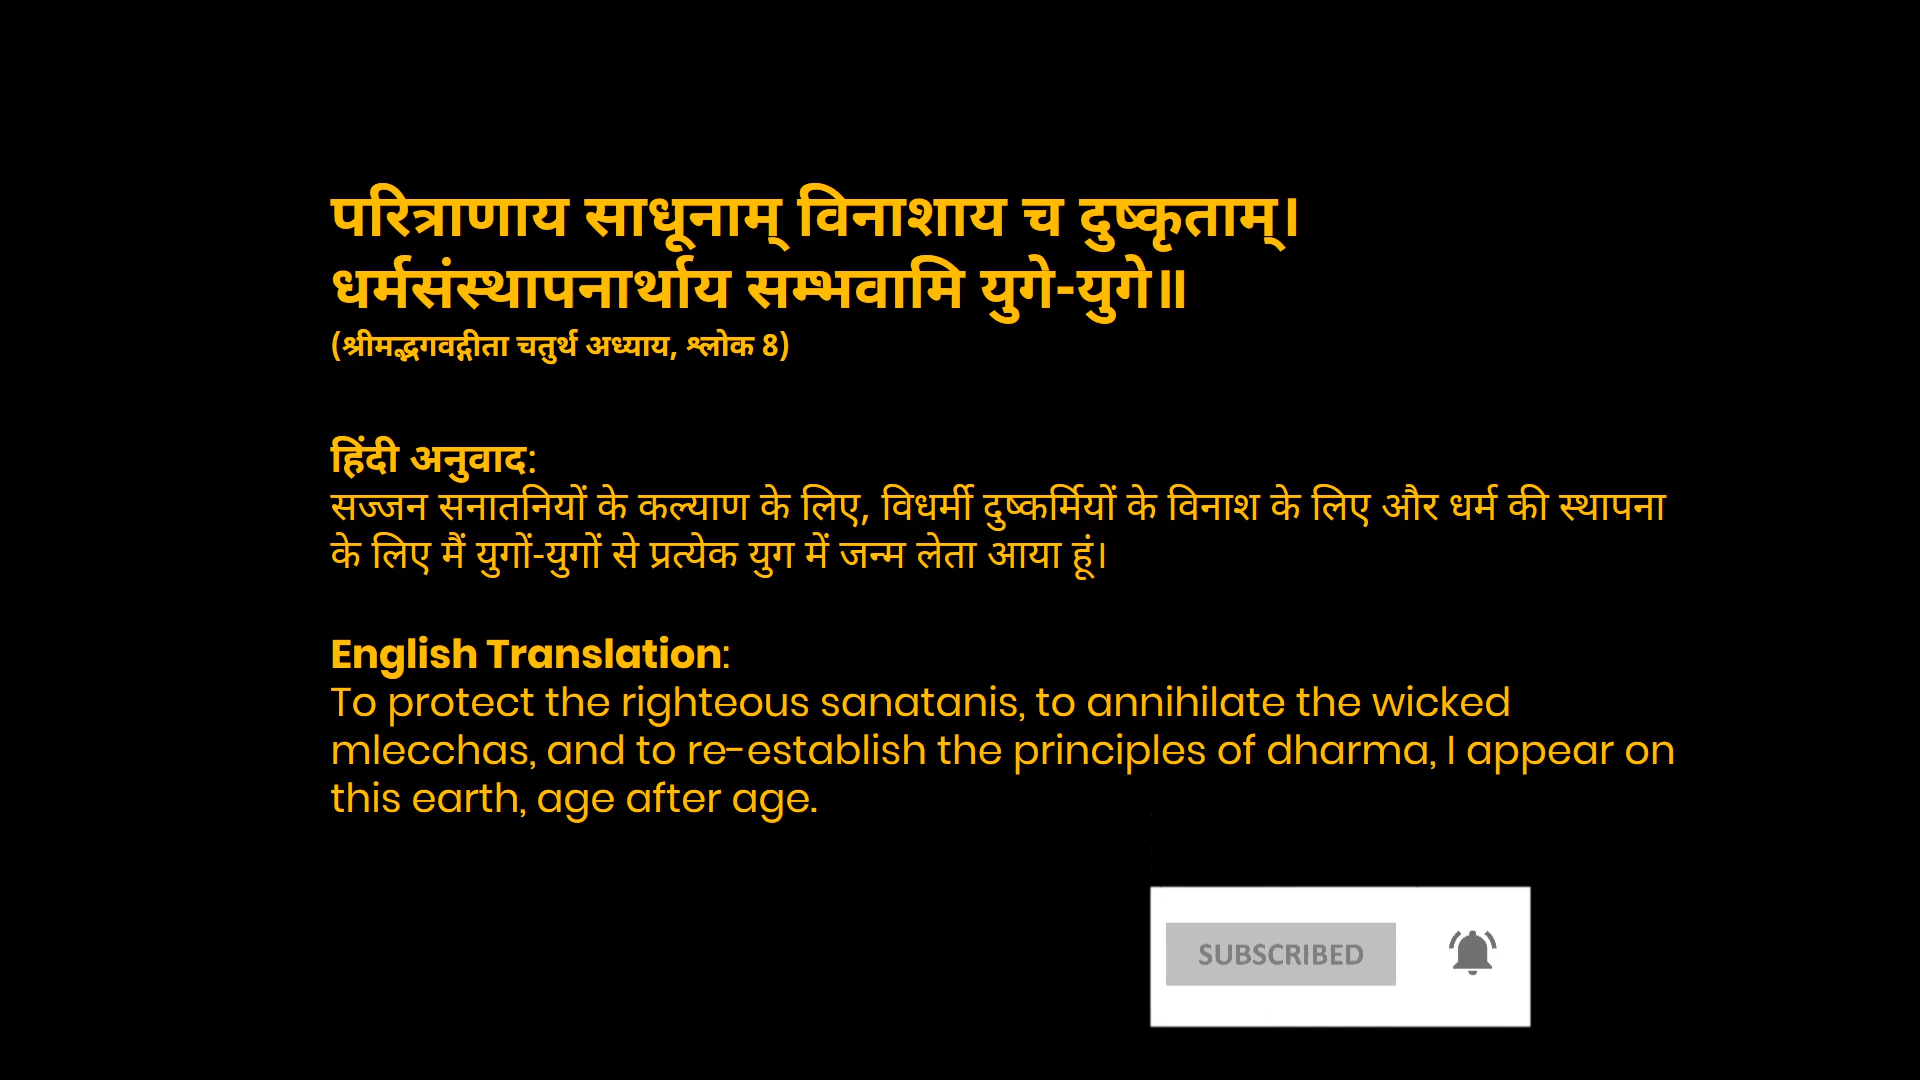 परित्राणाय साधूनाम् विनाशाय च दुष्कृताम्।
धर्मसंस्थापनार्थाय सम्भवामि युगे-युगे॥
(श्रीमद्भगवद्गीता चतुर्थ अध्याय, श्लोक 8)
हिंदी अनुवाद:
सज्जन सनातनियों के कल्याण के लिए, विधर्मी दुष्कर्मियों के विनाश के लिए और धर्म की स्थापना
के लिए मैं युगों-युगों से प्रत्येक युग में जन्म लेता आया हूं।
English Translation:
To protect the righteous sanatanis, to annihilate the wicked
mlecchas, and to re-establish the principles of dharma, I appear on
this earth, age after age.
SUBSCRIBED